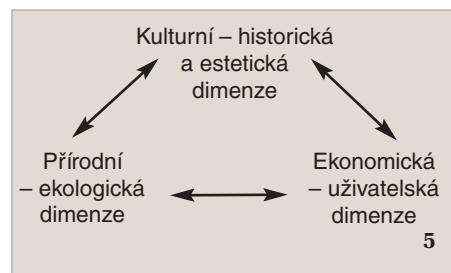 Kulturní – historická
a estetická
dimenze
Přírodní
– ekologická
dimenze
Ekonomická
– uživatelská
dimenze
5